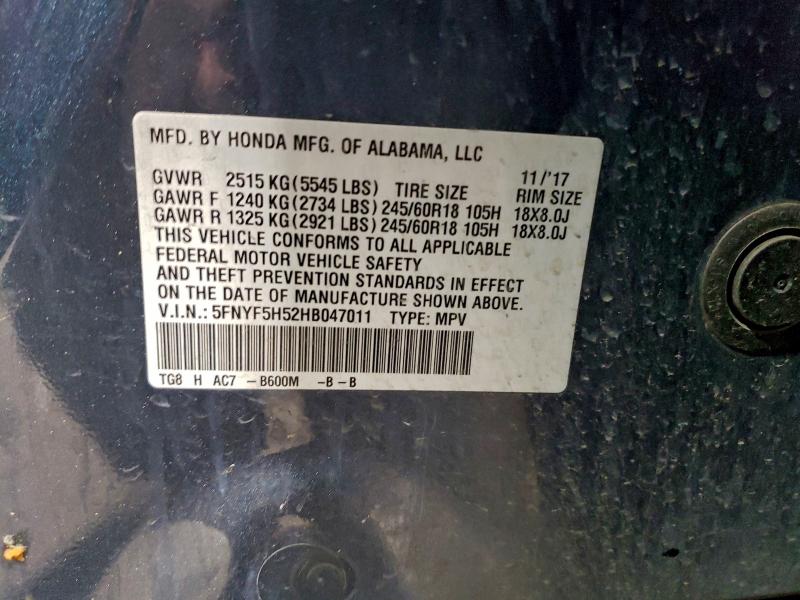 MFD. BY HONDA MFG. OF ALABAMA, LLC
GVWR 2515 KG(5545 LBS) TIRE SIZE 11/'17 RIM SIZE
GAWR F 1240 KG(2734 LBS) 245/60R18 105H 18X8.0J
GAWR R 1325 KG(2921 LBS) 245/60R18 105H 18X8.0J
THIS VEHICLE CONFORMS TO ALL APPLICABLE
FEDERAL MOTOR VEHICLE SAFETY
AND THEFT PREVENTION STANDARDS IN EFFECT
ON THE DATE OF MANUFACTURE SHOWN ABOVE.
V.I.N.: 5FNYF5H52HB047011 TYPE: MPV
TG8 H AC7 -B600M -B-B